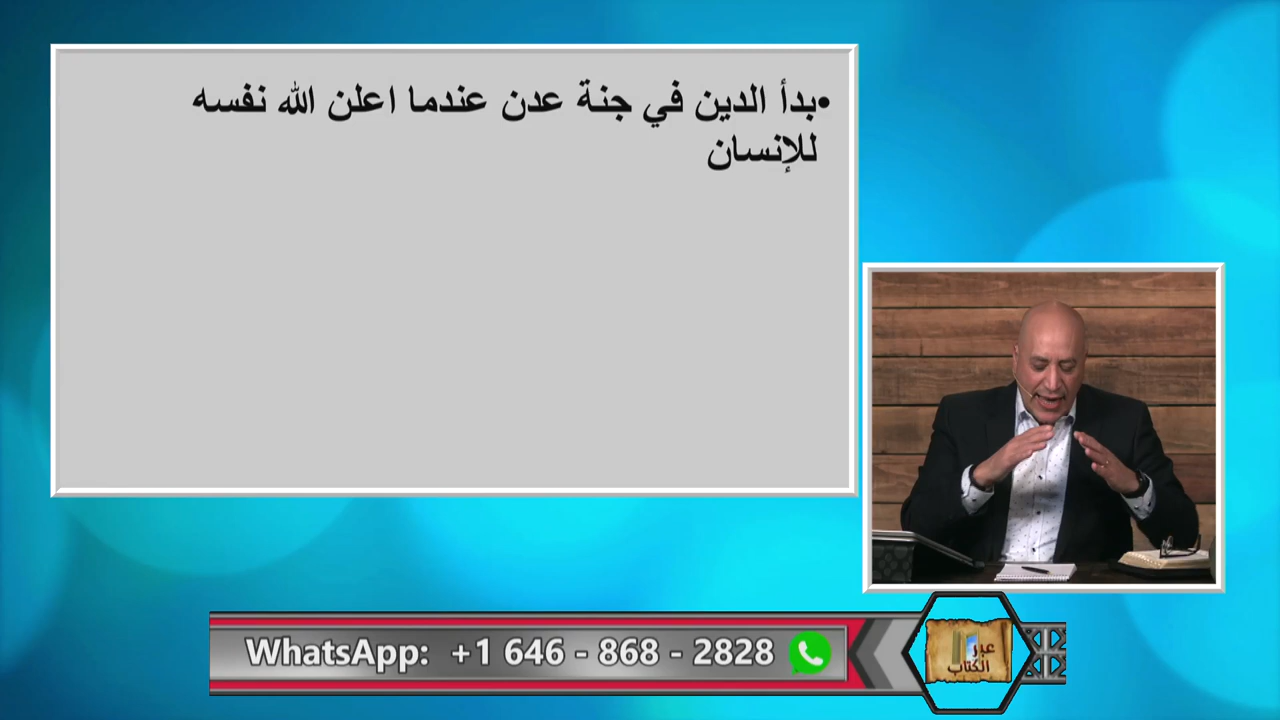 •بدأ الدين في جنة عدن عندما اعلن الله نفسه
للإنسان
WhatsApp: +1 646 - 868 - 2828
عبر
الكتاب